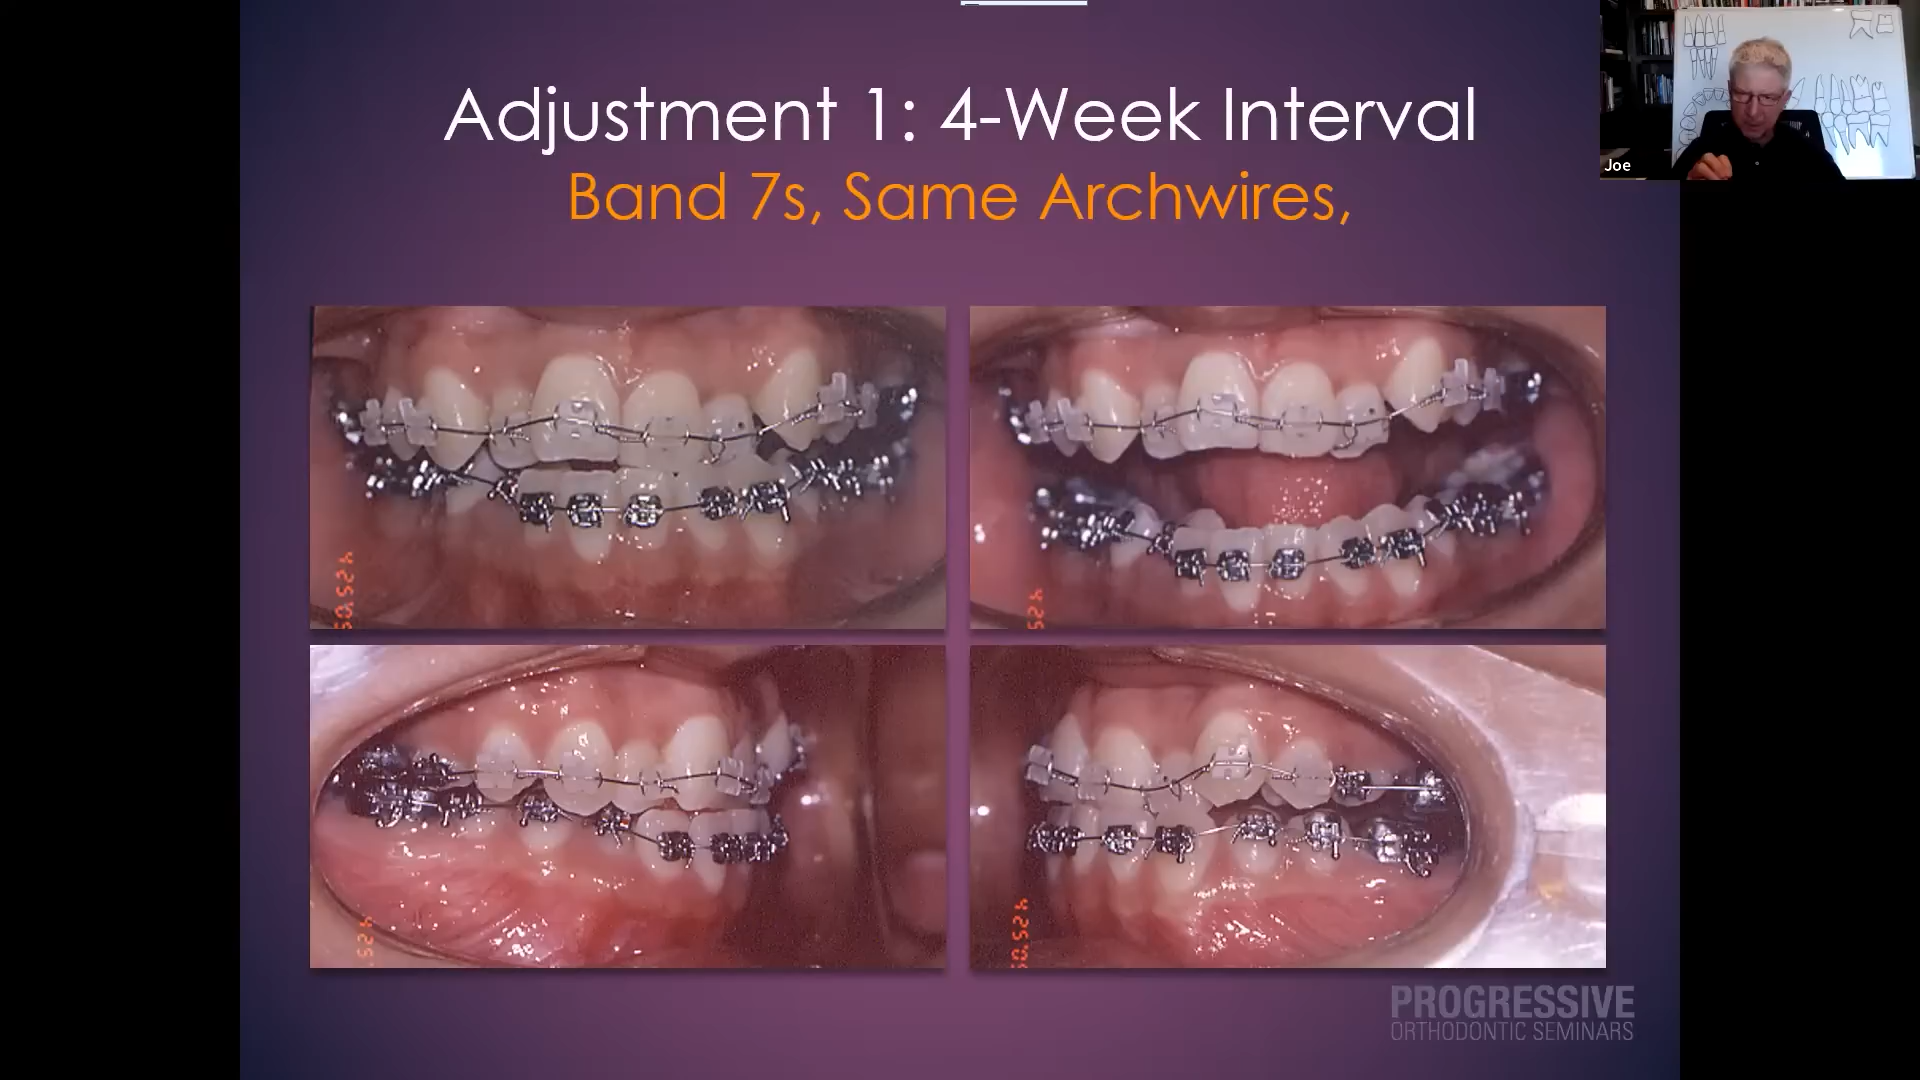 Adjustment 1: 4-Week Interval
Band 7s, Same Archwires,
Joe
PROGRESSIVE
ORTHODONTIC SEMINARS